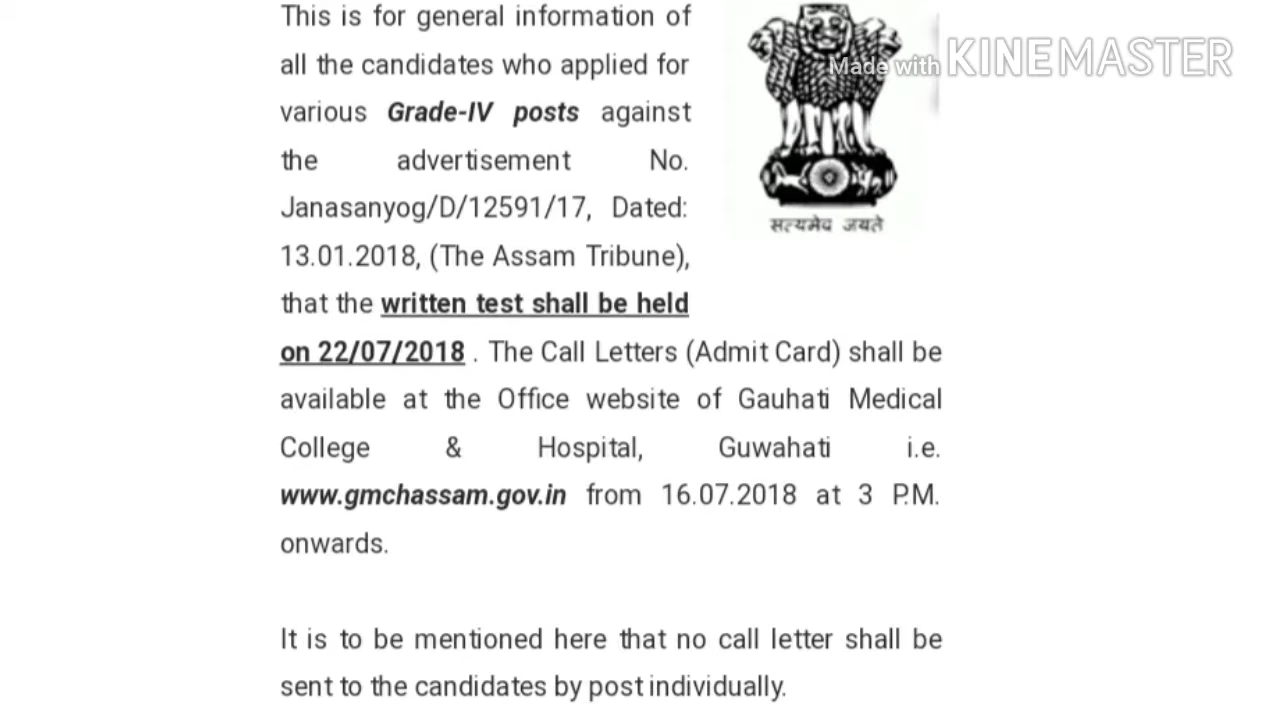 This is for general information of
all the candidates who applied for
various Grade-IV posts against
the advertisement No.
Janasanyog/D/12591/17, Dated:
13.01.2018, (The Assam Tribune),
that the written test shall be held
on 22/07/2018 . The Call Letters (Admit Card) shall be
available at the Office website of Gauhati Medical
College & Hospital, Guwahati i.e.
www.gmchassam.gov.in from 16.07.2018 at 3 P.M.
onwards.
It is to be mentioned here that no call letter shall be
sent to the candidates by post individually.
सत्यमेव जयते
Made with KINEMASTER